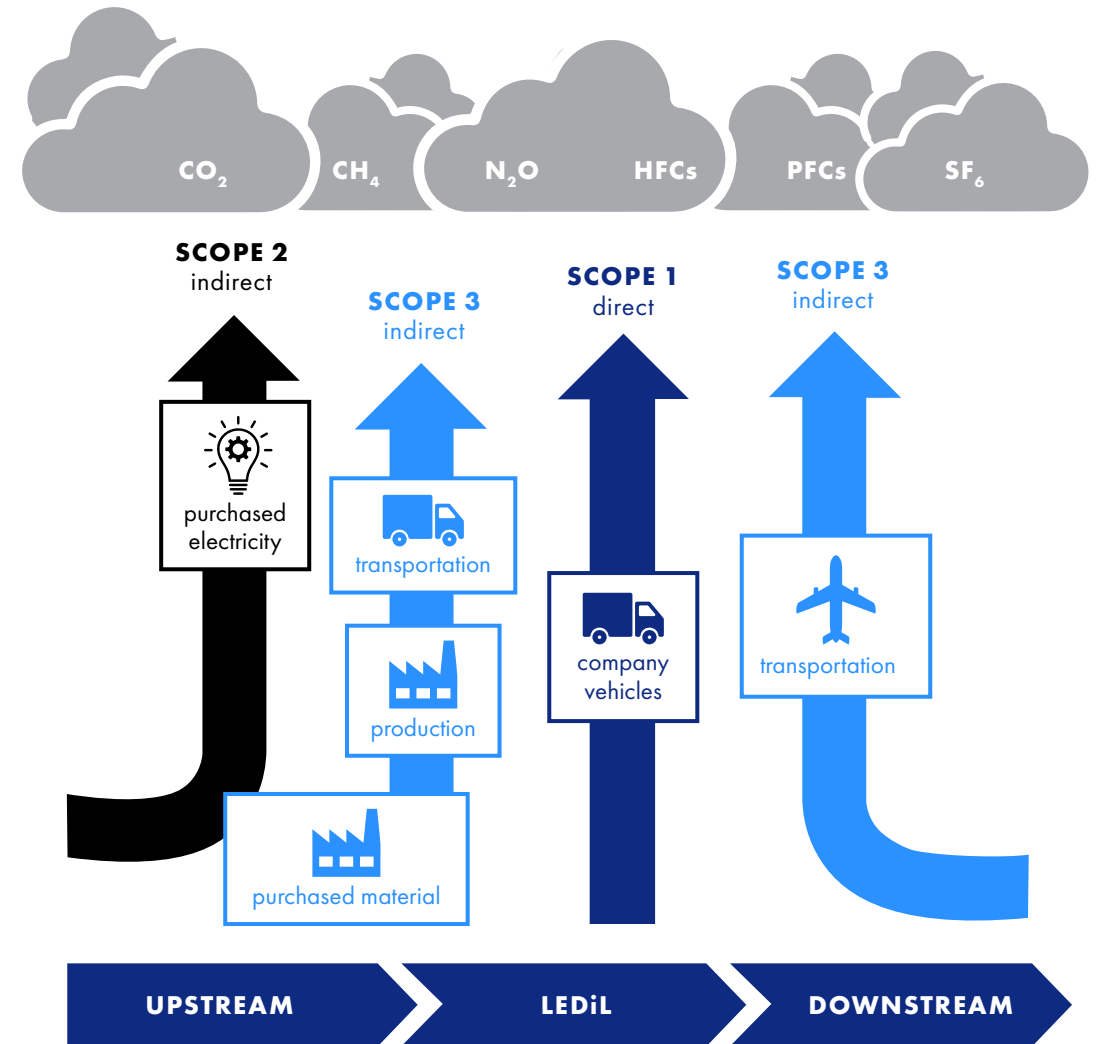 CO₂
CH₄
N₂O
HFCs
PFCs
SF₆
SCOPE 2
indirect
purchased
electricity
SCOPE 3
indirect
transportation
production
purchased material
SCOPE 1
direct
company
vehicles
SCOPE 3
indirect
transportation
UPSTREAM
LEDiL
DOWNSTREAM